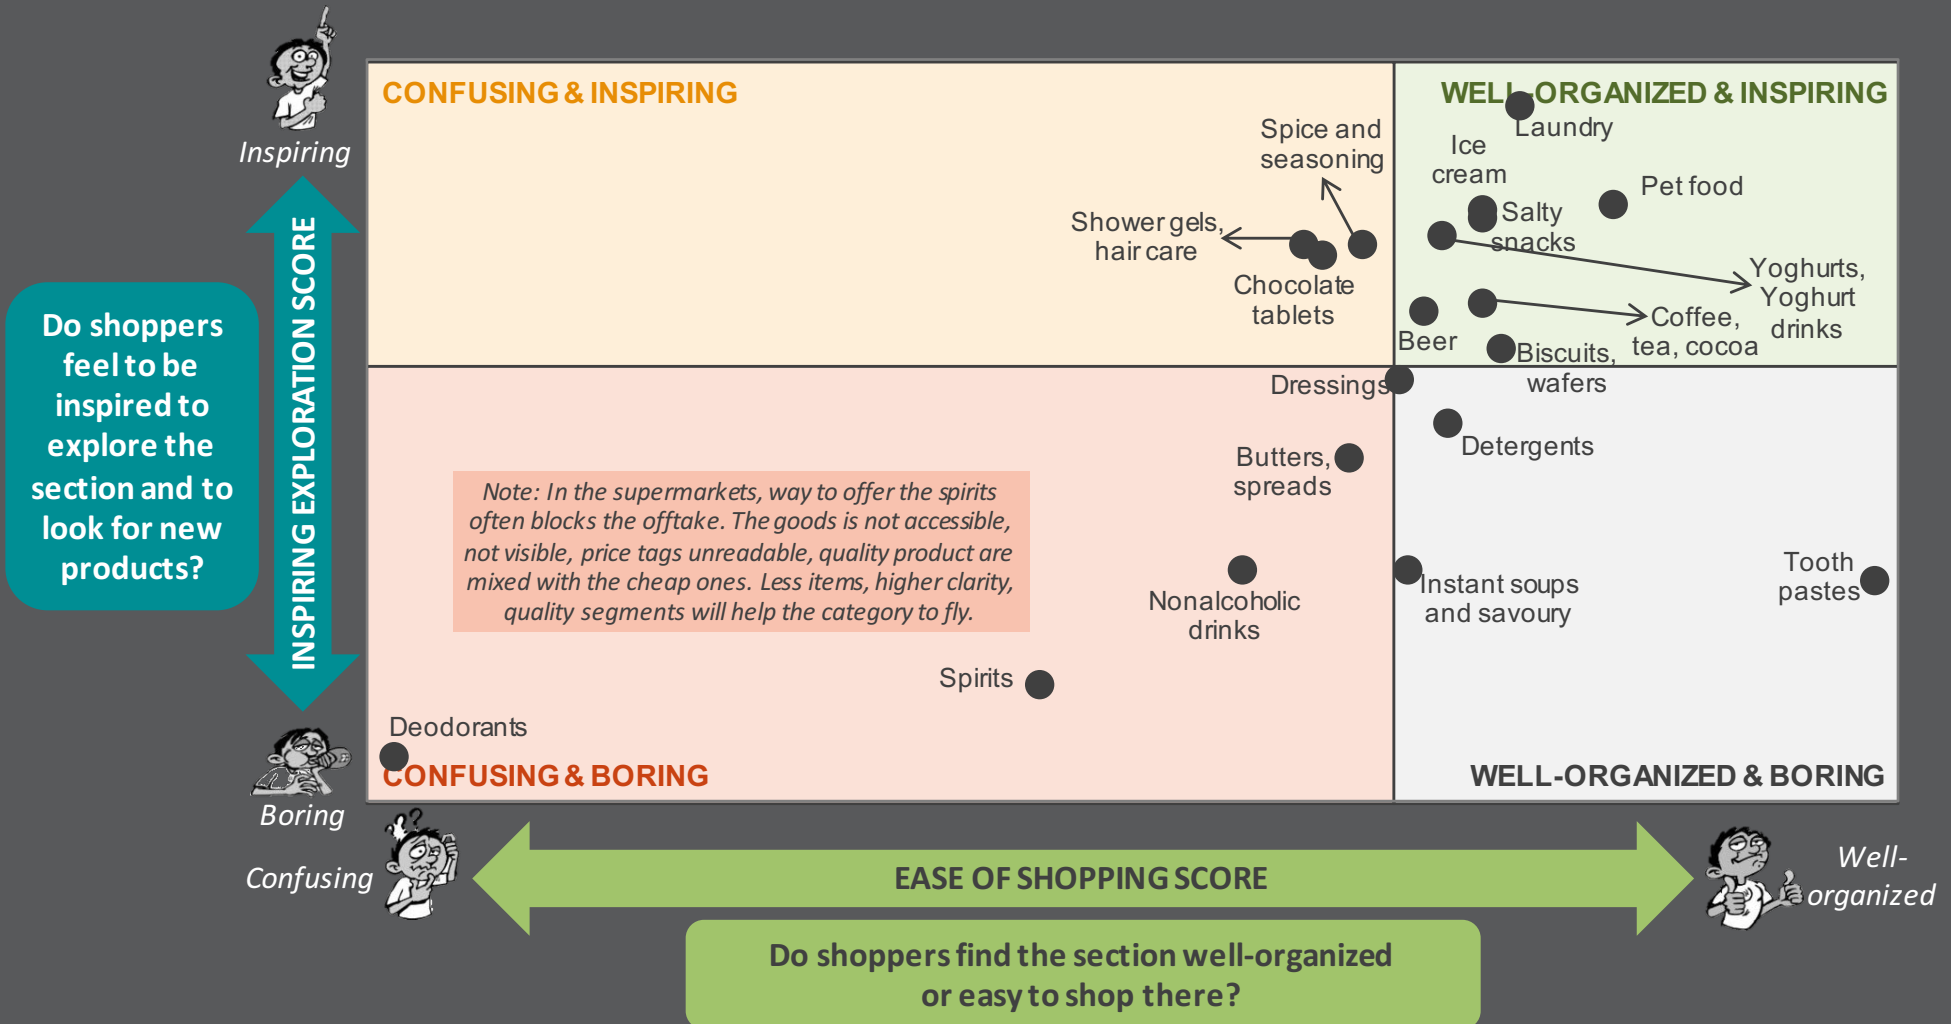 Inspiring
INSPIRING EXPLORATION SCORE
Do shoppers
feel to be
inspired to
explore the
section and to
look for new
products?
Boring
CONFUSING & INSPIRING
WELL-ORGANIZED & INSPIRING
Laundry
Spice and
seasoning
Ice
cream
Pet food
Salty
snacks
Shower gels,
hair care
Chocolate
tablets
Yoghurts,
Yoghurt
drinks
Coffee,
tea, cocoa
Beer
Biscuits,
wafers
Dressings
Detergents
Butters,
spreads
Note: In the supermarkets, way to offer the spirits
often blocks the offtake. The goods is not accessible,
not visible, price tags unreadable, quality product are
mixed with the cheap ones. Less items, higher clarity,
quality segments will help the category to fly.
Nonalcoholic
drinks
Instant soups
and savoury
Tooth
pastes
Spirits
Deodorants
CONFUSING & BORING
WELL-ORGANIZED & BORING
??
Confusing
EASE OF SHOPPING SCORE
Well-
organized
Do shoppers find the section well-organized
or easy to shop there?